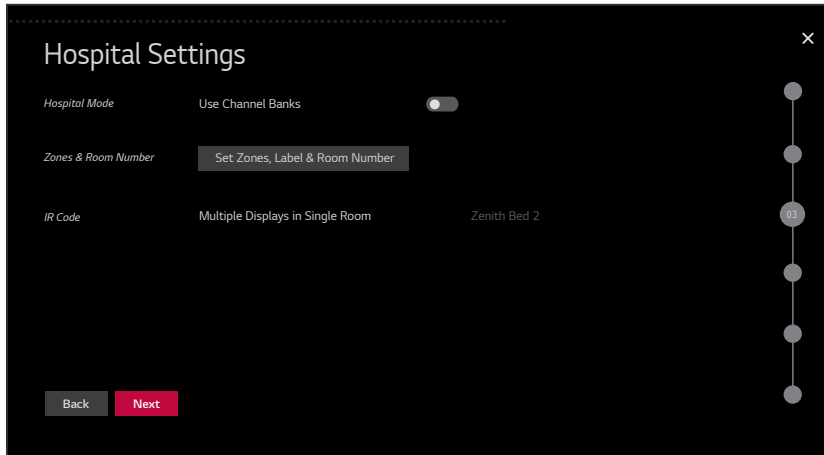 Hospital Settings
Hospital Mode Use Channel Banks
Zones & Room Number Set Zones, Label & Room Number
IR Code Multiple Displays in Single Room Zenith Bed 2
03
Back Next